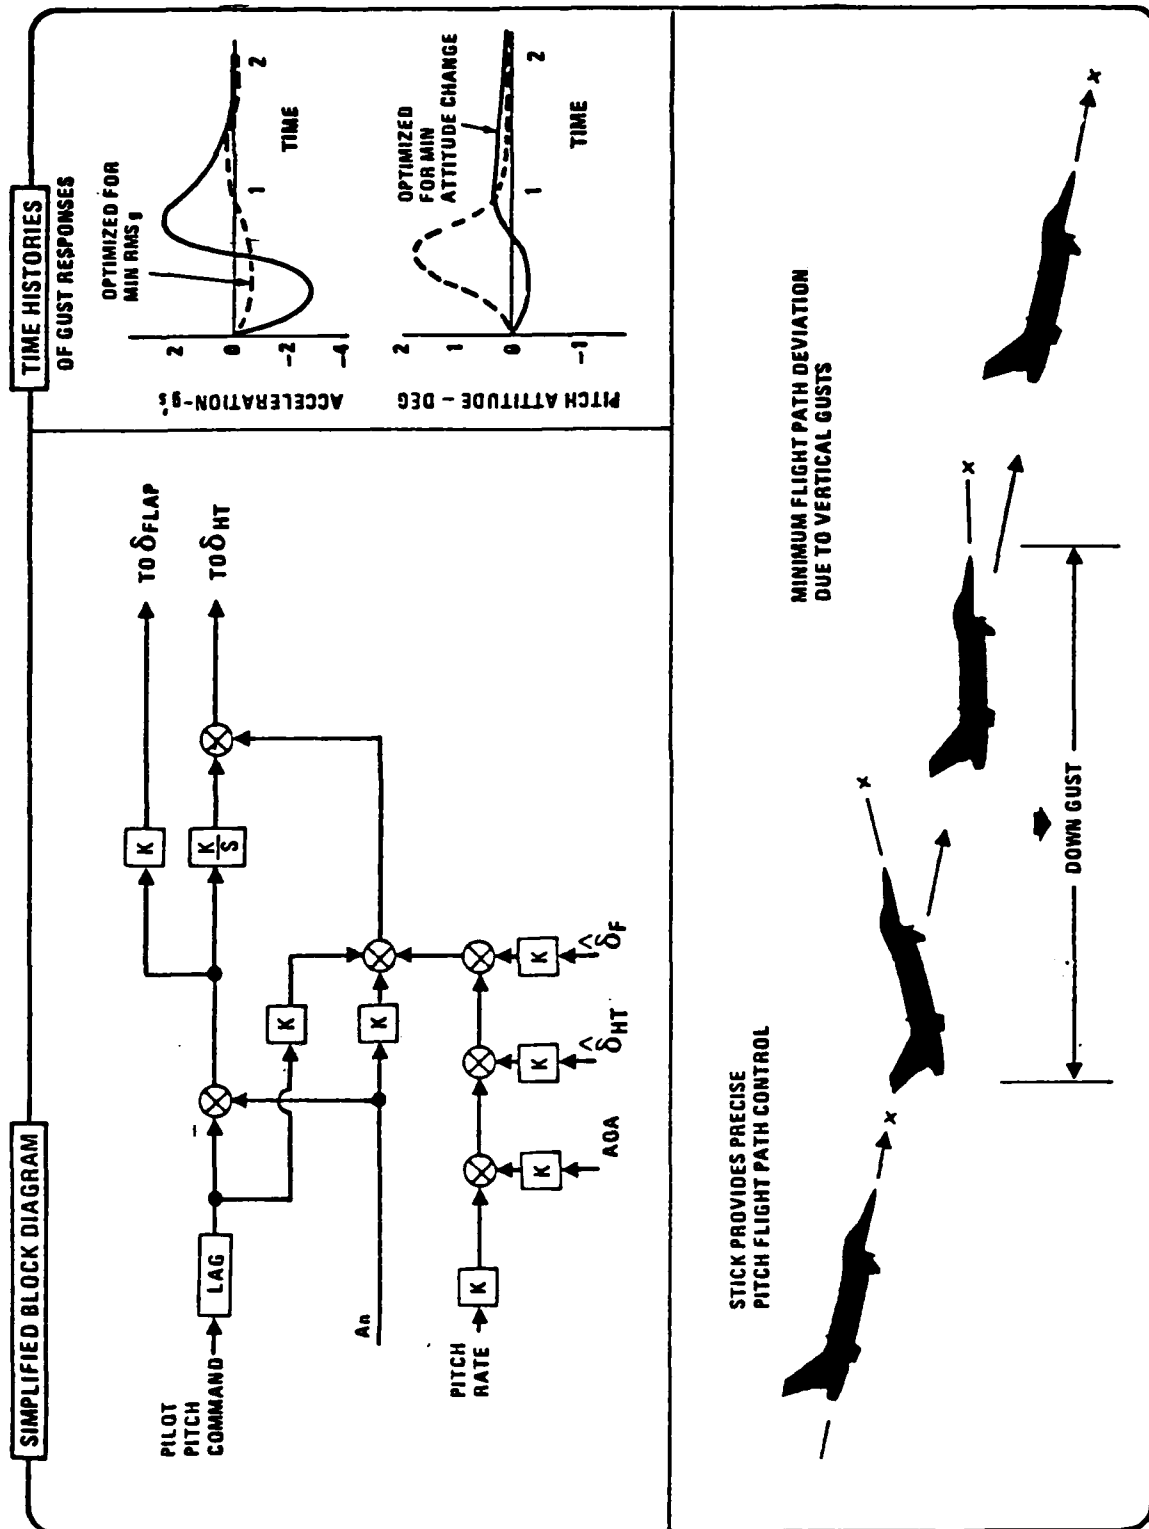 SIMPLIFIED BLOCK DIAGRAM
PILOT
PITCH
COMMAND
LAG
An
PITCH
RATE
K
K
AOA
K
δ̂HT
K
δ̂F
K
K
K
K
S
–
TO δFLAP
TO δHT
TIME HISTORIES
OF GUST RESPONSES
ACCELERATION-gs'
2
0
-2
-4
OPTIMIZED FOR
MIN RMS g
1
2
TIME
PITCH ATTITUDE – DEG
2
1
0
-1
OPTIMIZED
FOR MIN
ATTITUDE CHANGE
1
2
TIME
STICK PROVIDES PRECISE
PITCH FLIGHT PATH CONTROL
MINIMUM FLIGHT PATH DEVIATION
DUE TO VERTICAL GUSTS
x
x
x
x
DOWN GUST